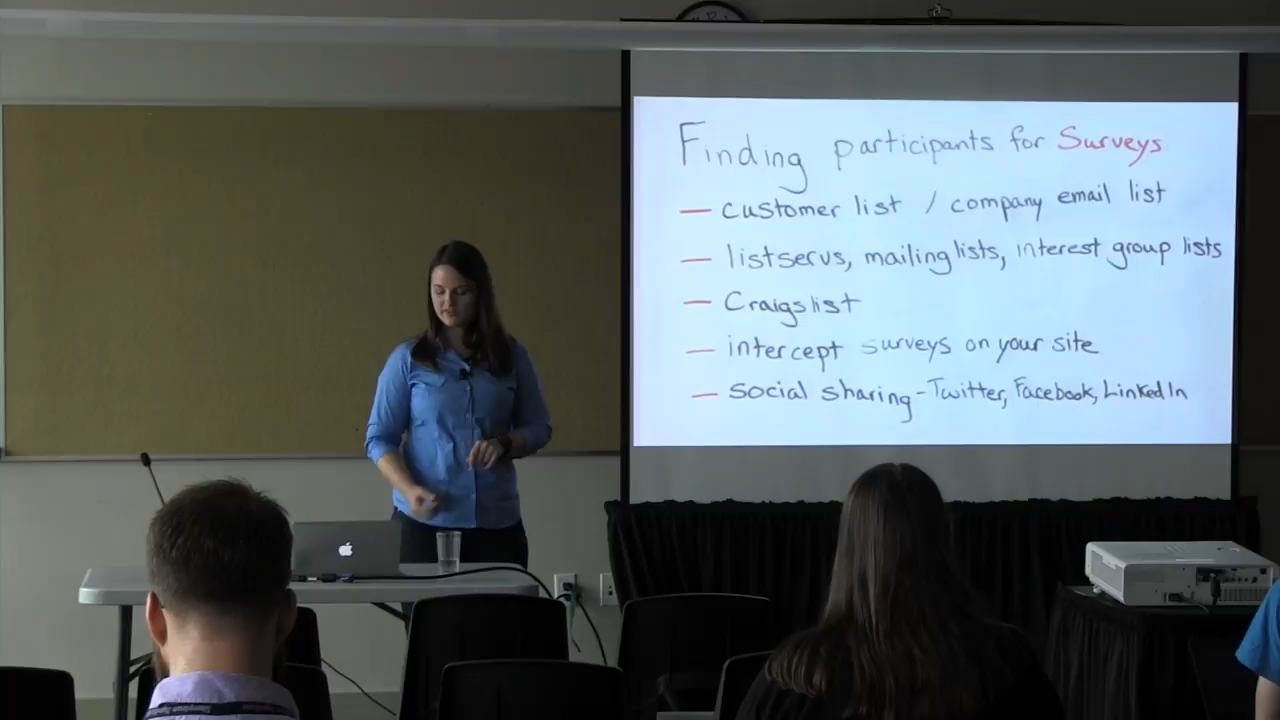 Finding participants for Surveys
— customer list / company email list
— listservs, mailing lists, interest group lists
— Craigslist
— intercept surveys on your site
— social sharing - Twitter, Facebook, LinkedIn